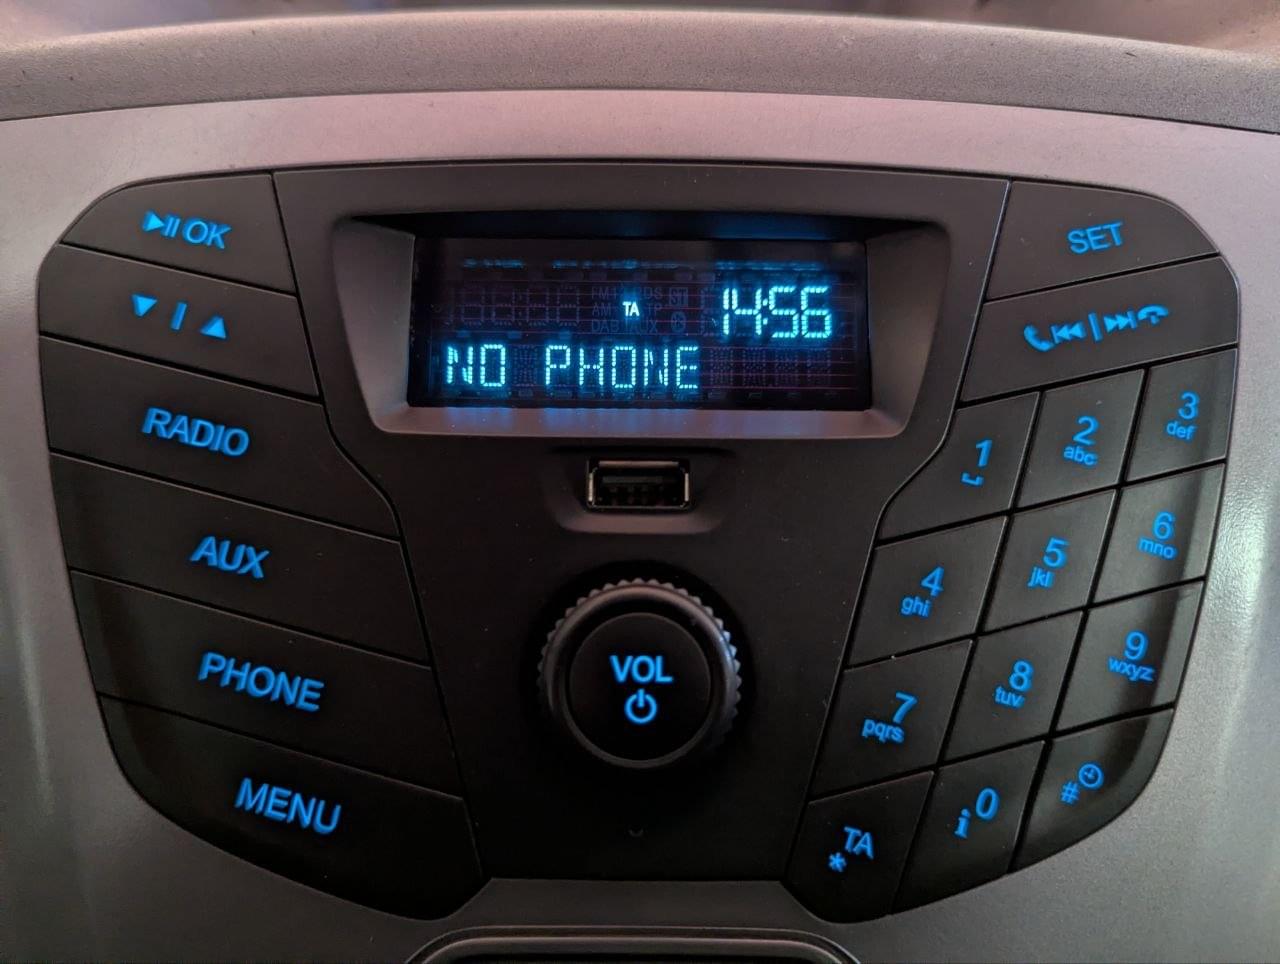 OK
SET
RADIO
AUX
PHONE
MENU
TA
14:56
NO PHONE
VOL
1
2
abc
3
def
4
ghi
5
jkl
6
mno
7
pqrs
8
tuv
9
wxyz
* TA
i 0
#